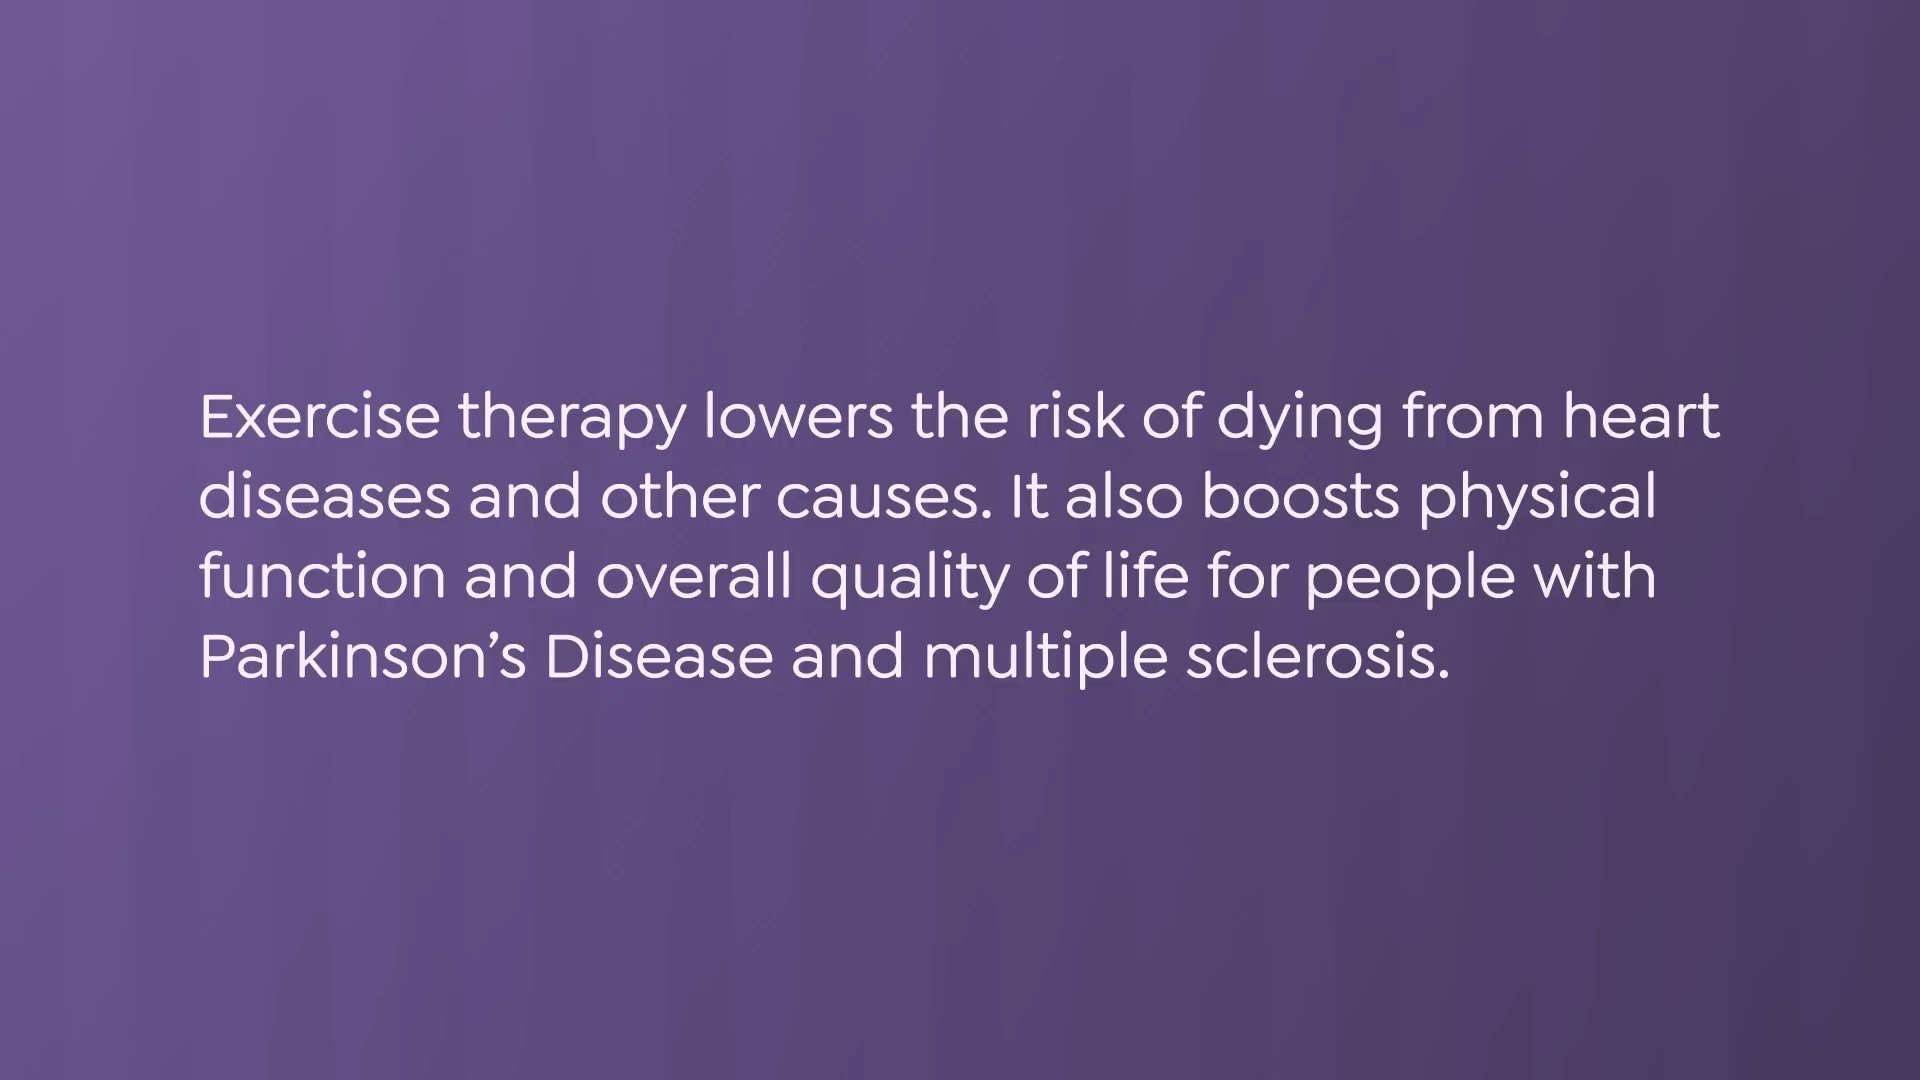 Exercise therapy lowers the risk of dying from heart
diseases and other causes. It also boosts physical
function and overall quality of life for people with
Parkinson’s Disease and multiple sclerosis.